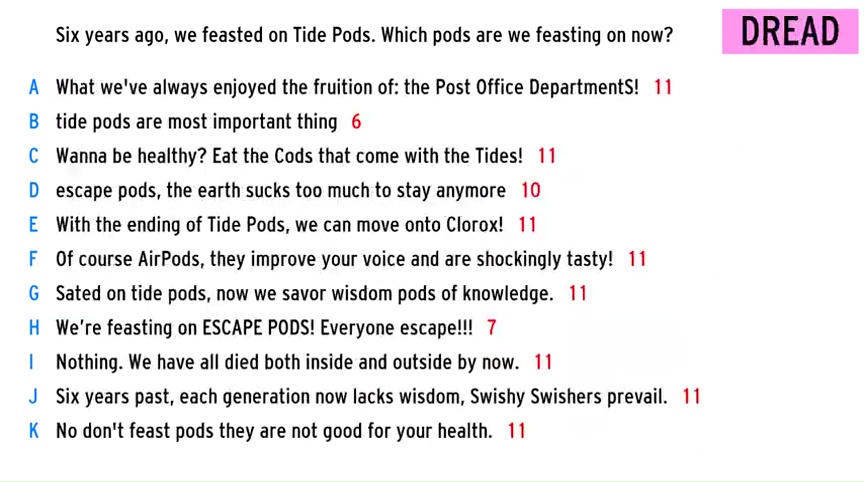 Six years ago, we feasted on Tide Pods. Which pods are we feasting on now? DREAD
A What we've always enjoyed the fruition of: the Post Office DepartmentS! 11
B tide pods are most important thing 6
C Wanna be healthy? Eat the Cods that come with the Tides! 11
D escape pods, the earth sucks too much to stay anymore 10
E With the ending of Tide Pods, we can move onto Clorox! 11
F Of course AirPods, they improve your voice and are shockingly tasty! 11
G Sated on tide pods, now we savor wisdom pods of knowledge. 11
H We're feasting on ESCAPE PODS! Everyone escape!!! 7
I Nothing. We have all died both inside and outside by now. 11
J Six years past, each generation now lacks wisdom, Swishy Swishers prevail. 11
K No don't feast pods they are not good for your health. 11